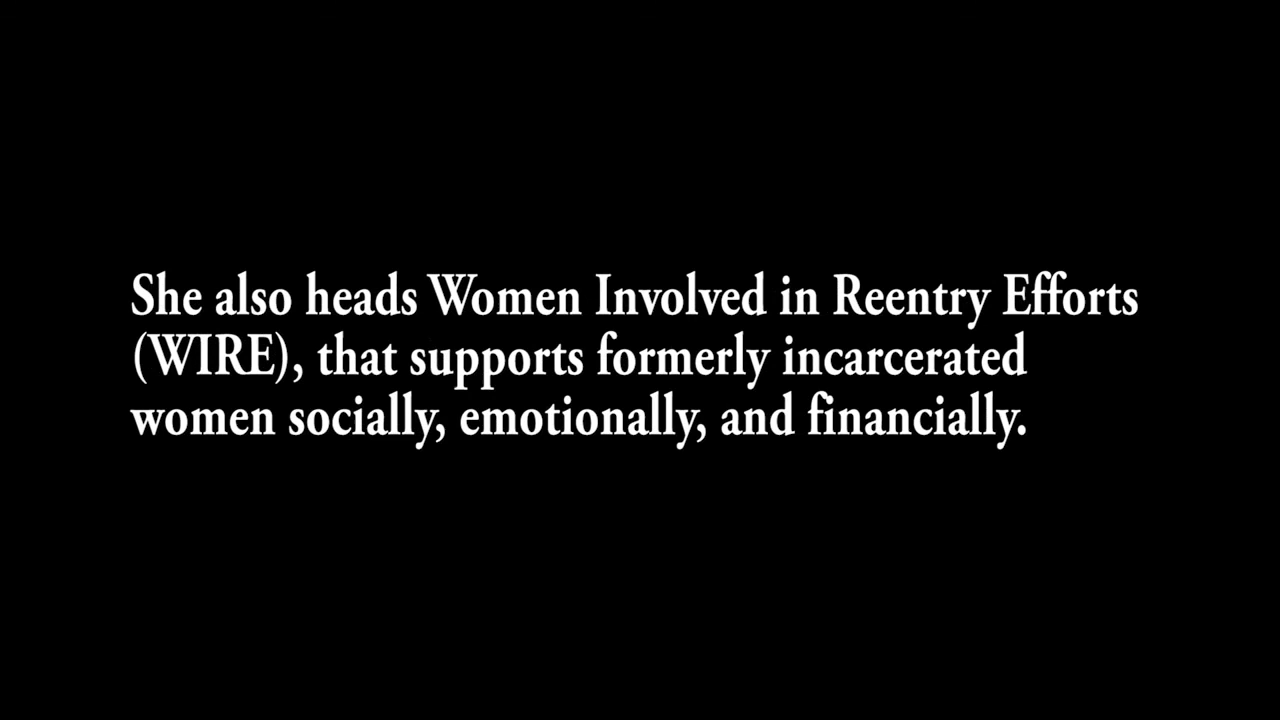 She also heads Women Involved in Reentry Efforts
(WIRE), that supports formerly incarcerated
women socially, emotionally, and financially.